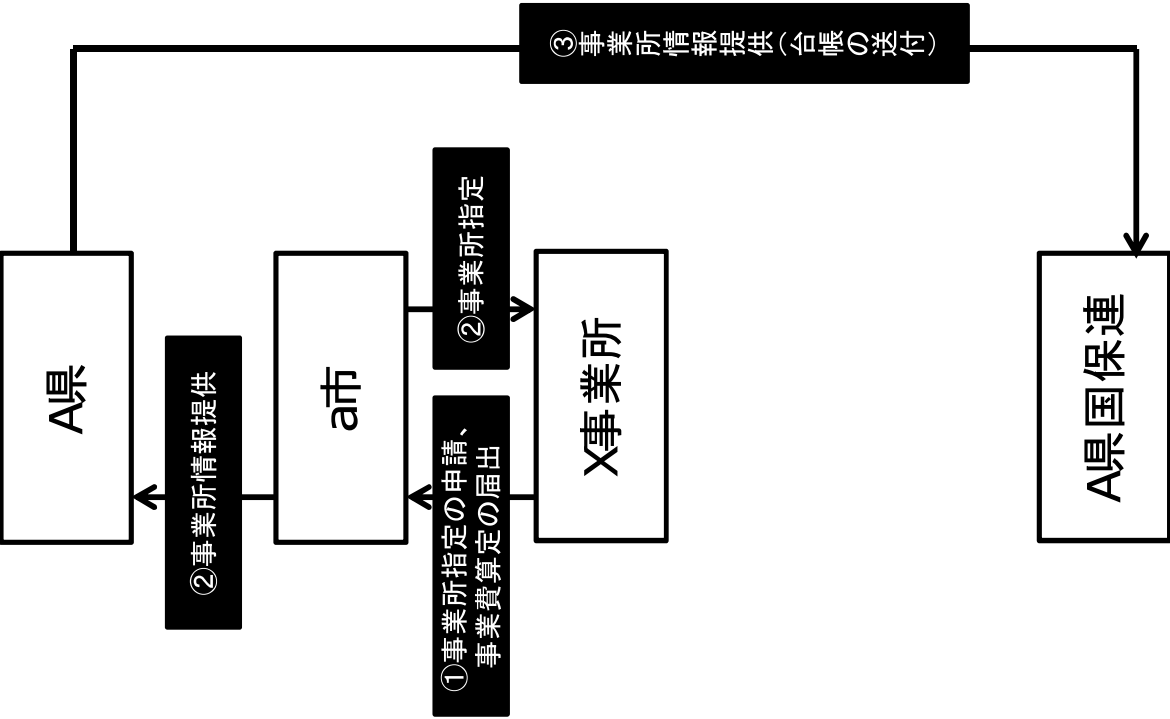 ③事業所情報提供(台帳の送付)
A県
②事業所情報提供
a市
②事業所指定
①事業所指定の申請、
事業費算定の届出
X事業所
A県国保連